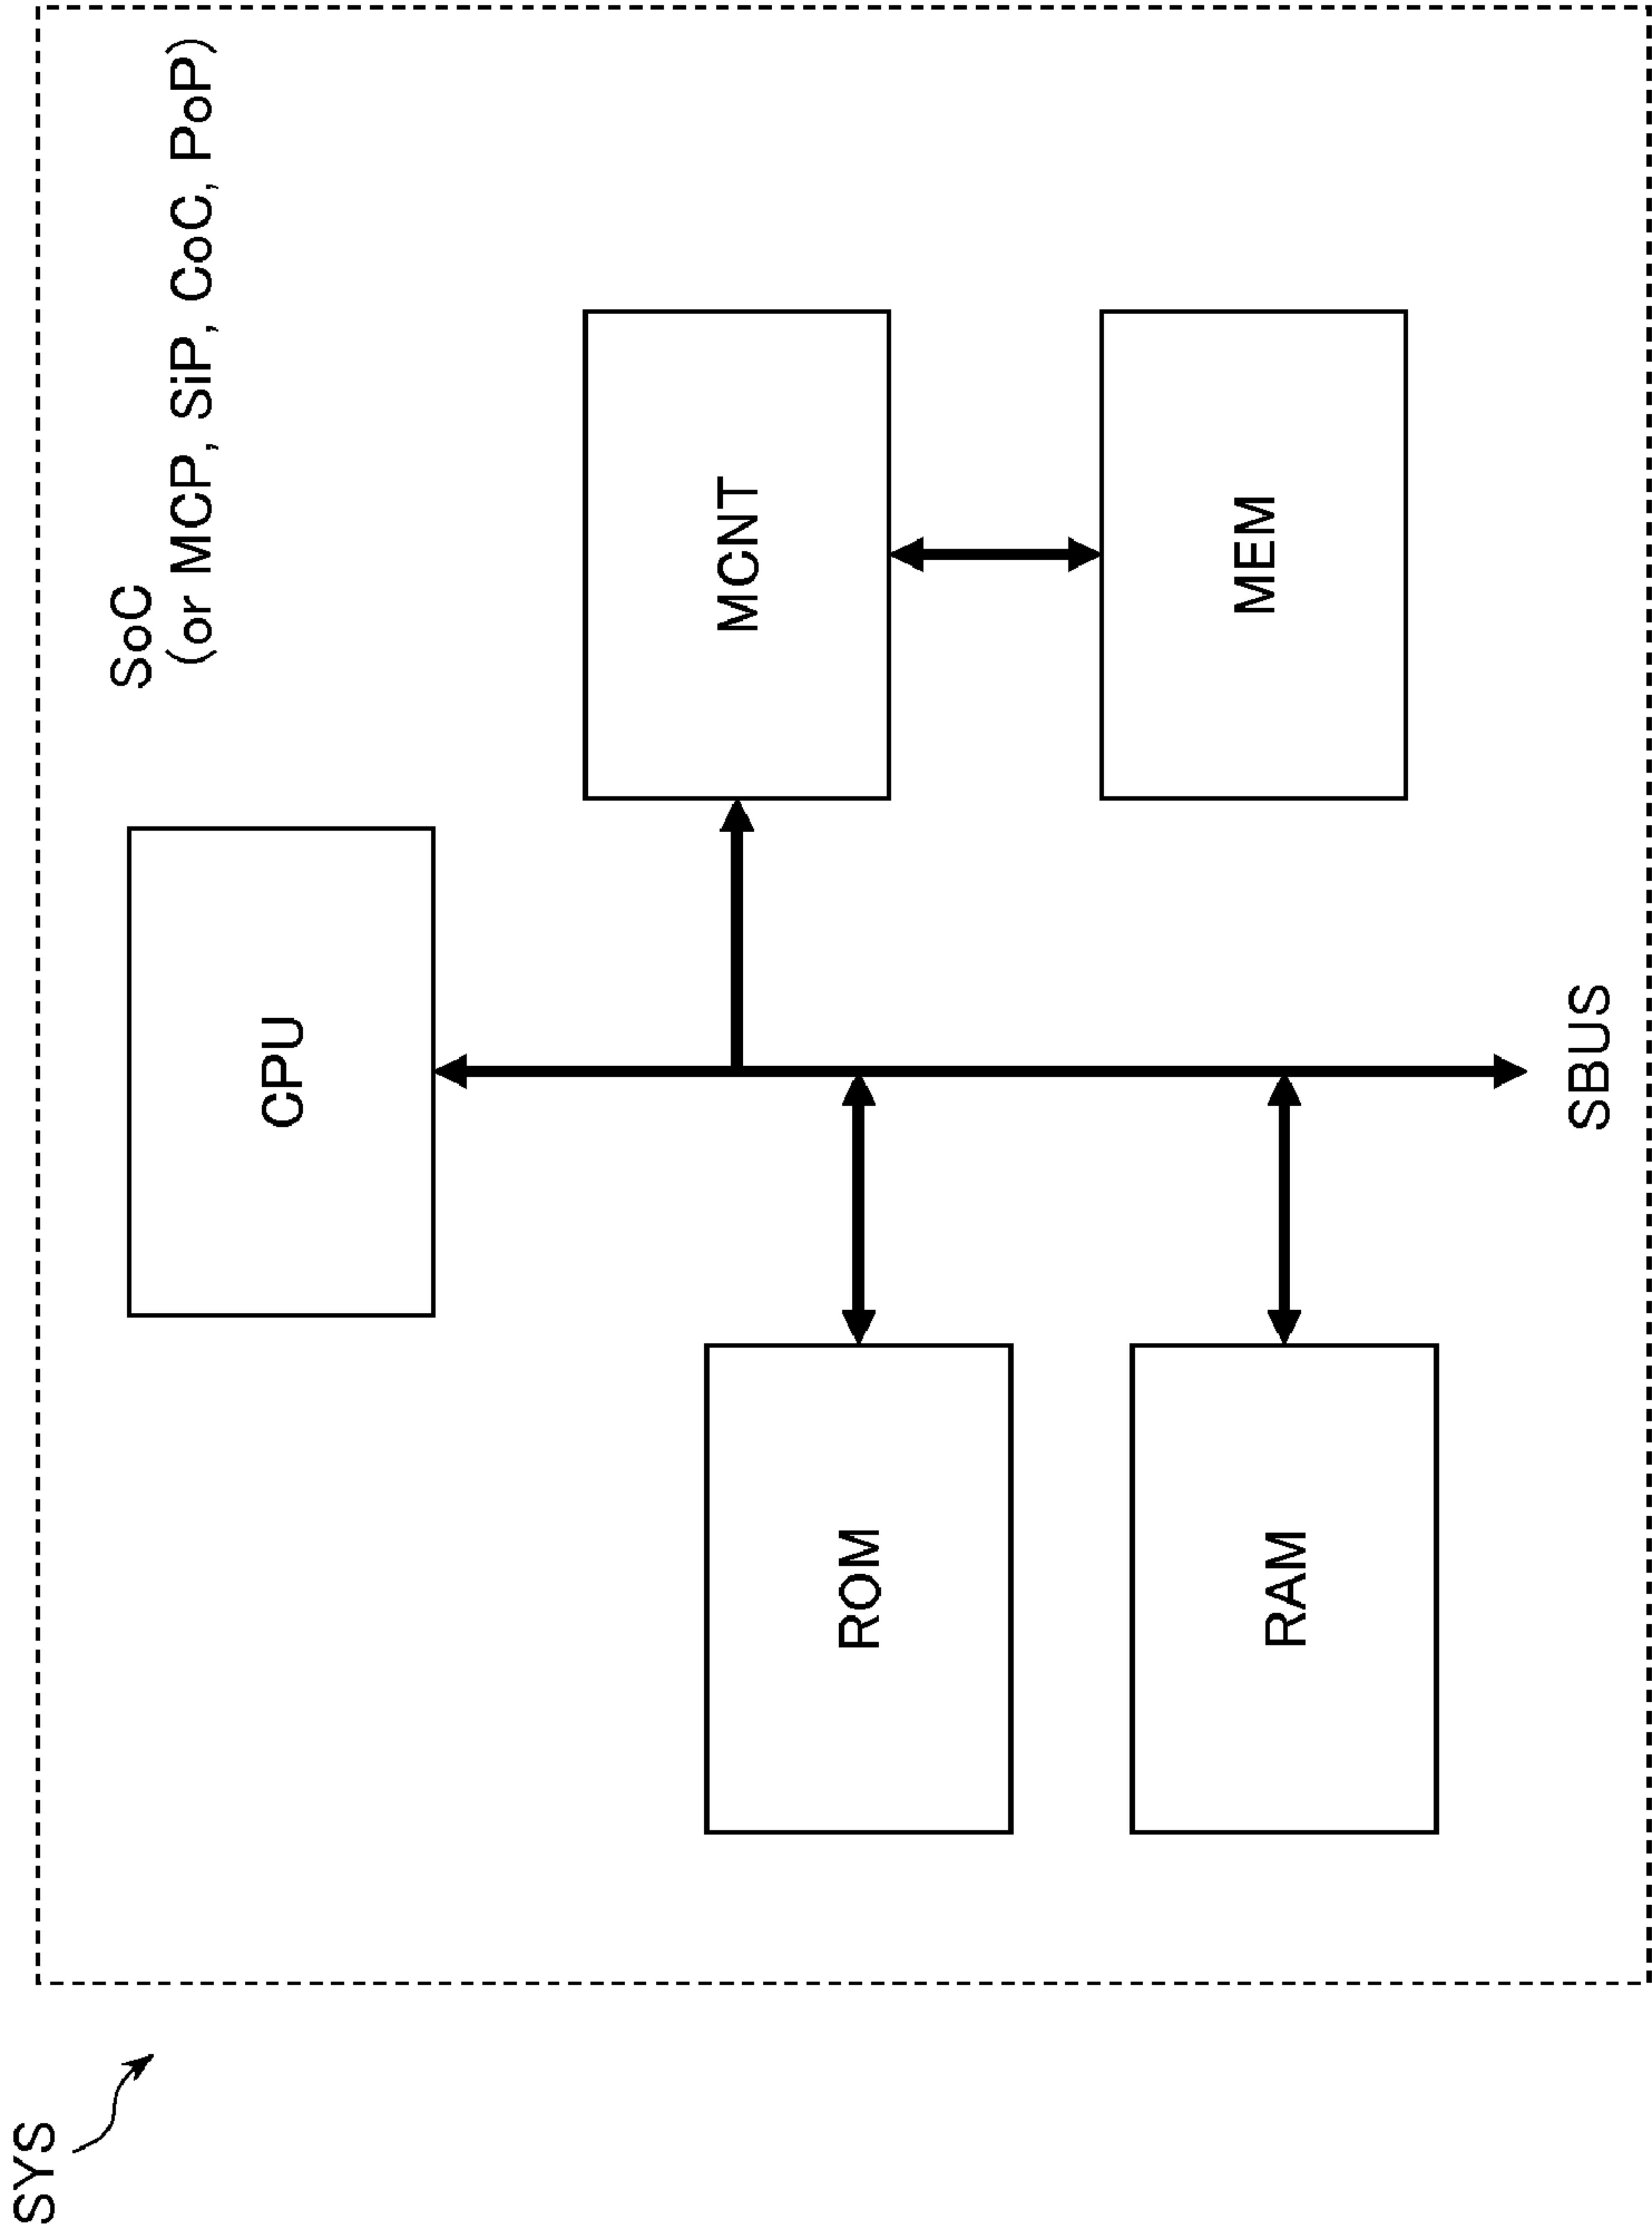 SYS
SoC
(or MCP, SiP, CoC, PoP)
CPU
MCNT
ROM
MEM
RAM
SBUS